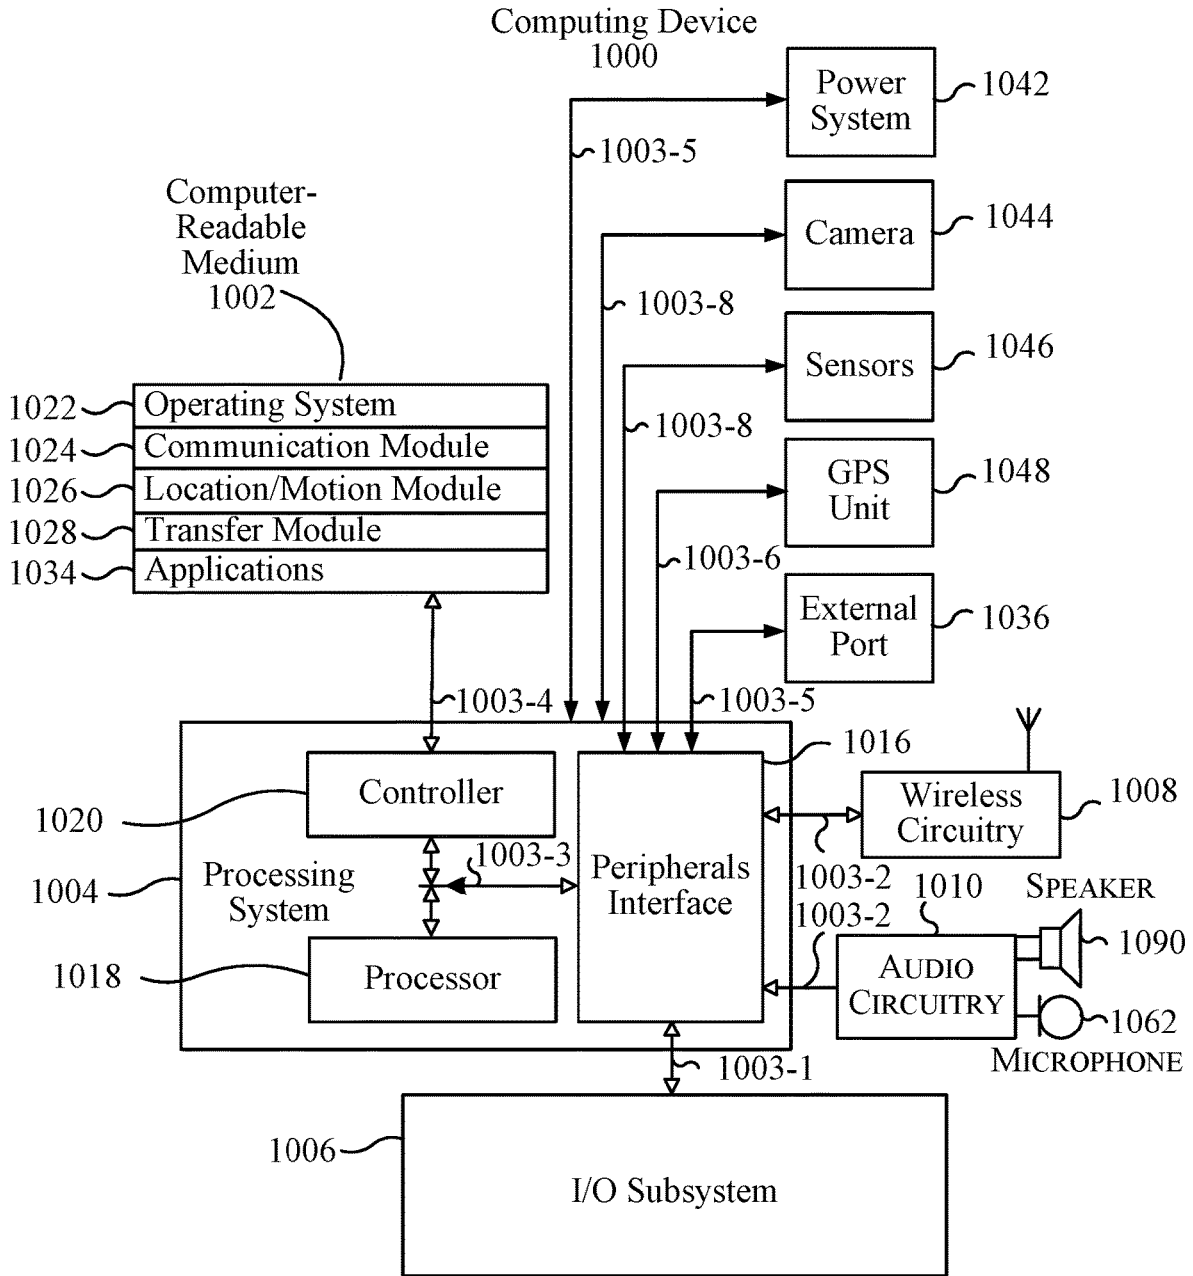 Computing Device
1000
Power
System
1042
1003-5
Computer-
Readable
Medium
1002
Camera
1044
1003-8
Sensors
1046
1003-8
1022
Operating System
1024
Communication Module
1026
Location/Motion Module
1028
Transfer Module
1034
Applications
GPS
Unit
1048
1003-6
External
Port
1036
1003-5
1003-4
1016
Controller
1020
Wireless
Circuitry
1008
1003-3
1003-2
Processing
System
1004
Peripherals
Interface
1003-2
1010
SPEAKER
1090
Processor
1018
AUDIO
CIRCUITRY
1062
MICROPHONE
1003-1
1006
I/O Subsystem